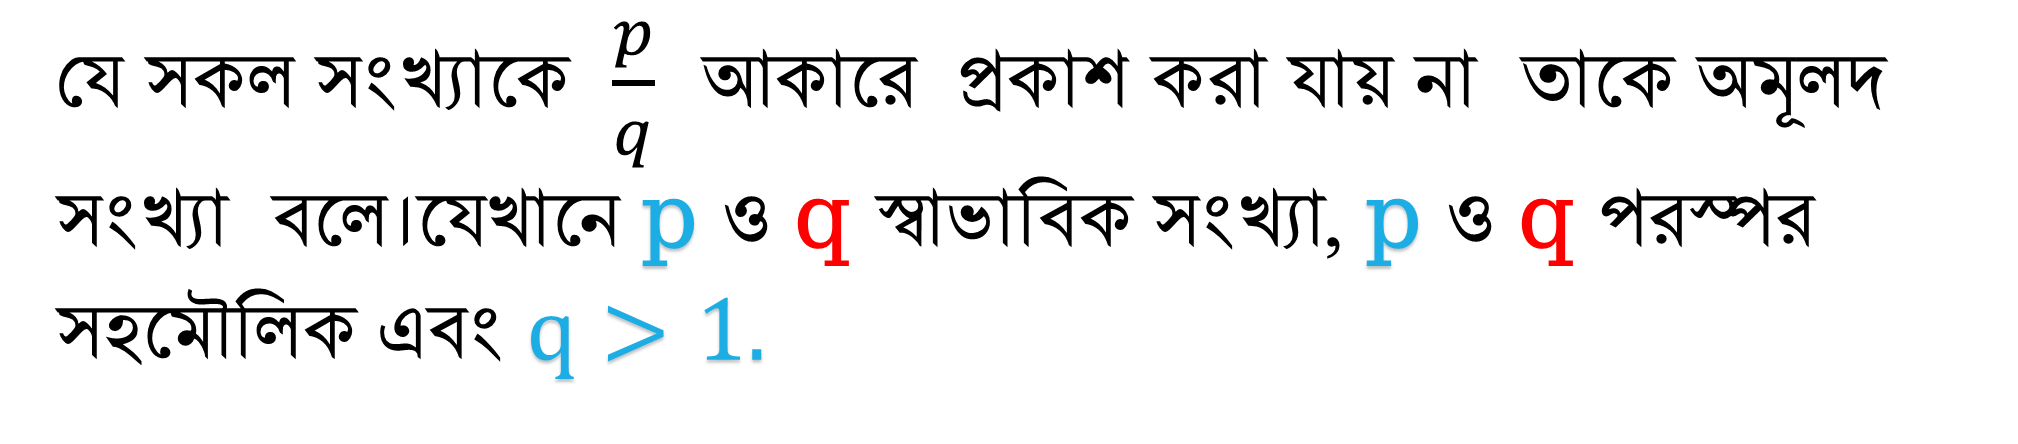 যে সকল সংখ্যাকে p/q আকারে প্রকাশ করা যায় না তাকে অমূলদ
সংখ্যা বলে।যেখানে p ও q স্বাভাবিক সংখ্যা, p ও q পরস্পর
সহমৌলিক এবং q > 1.